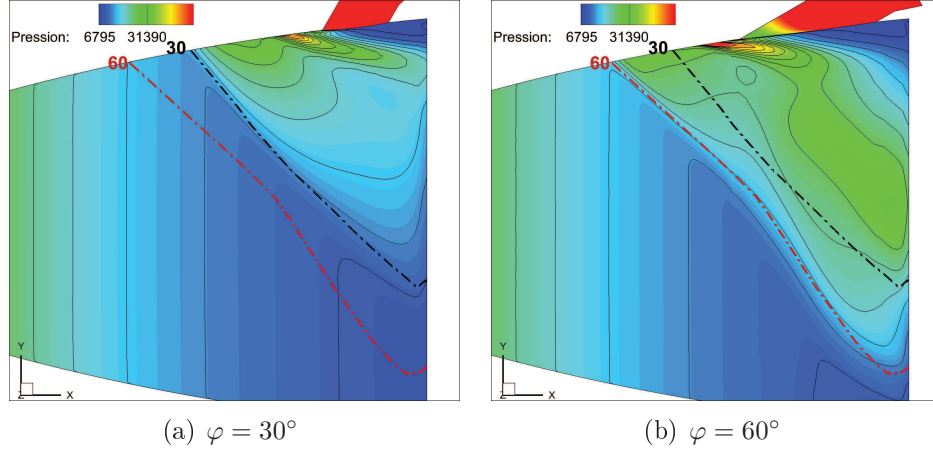 Pression: 6795 31390
30
60
Y
Z X
(a) φ = 30°
Pression: 6795 31390
30
60
Y
Z X
(b) φ = 60°